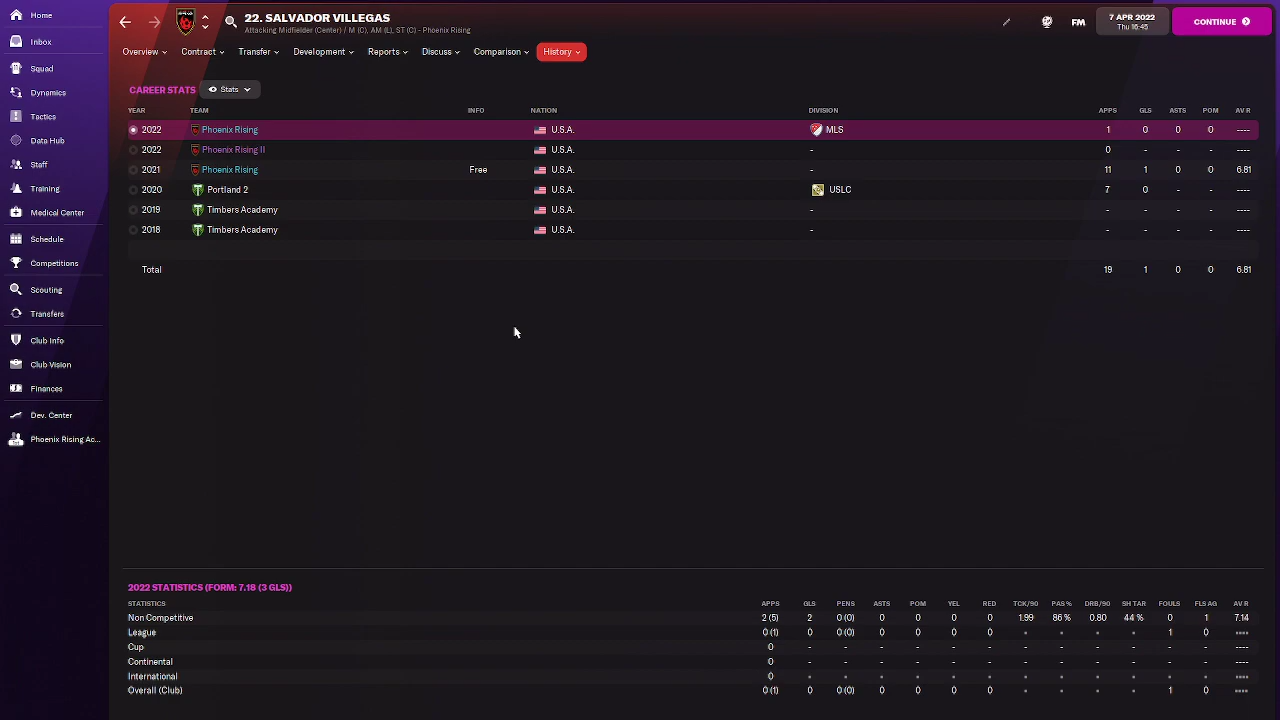 Home
Inbox
Squad
Dynamics
Tactics
Data Hub
Staff
Training
Medical Center
Schedule
Competitions
Scouting
Transfers
Club Info
Club Vision
Finances
Dev. Center
Phoenix Rising Ac...
22. SALVADOR VILLEGAS
Attacking Midfielder (Center) / M (C), AM (L), ST (C) - Phoenix Rising
FM
7 APR 2022
Thu 16:45
CONTINUE
Overview Contract Transfer Development Reports Discuss Comparison History
CAREER STATS Stats
YEAR TEAM INFO NATION DIVISION APPS GLS ASTS POM AV R
2022 Phoenix Rising U.S.A. MLS 1 0 0 0 ----
2022 Phoenix Rising II U.S.A. - 0 - - - ----
2021 Phoenix Rising Free U.S.A. - 11 1 0 0 6.81
2020 Portland 2 U.S.A. USLC 7 0 - - ----
2019 Timbers Academy U.S.A. - - - - - ----
2018 Timbers Academy U.S.A. - - - - - ----
Total 19 1 0 0 6.81
2022 STATISTICS (FORM: 7.18 (3 GLS))
STATISTICS APPS GLS PENS ASTS POM YEL RED TCK/90 PAS % DRB/90 SH TAR FOULS FLS AG AV R
Non Competitive 2 (5) 2 0 (0) 0 0 0 0 1.99 86 % 0.80 44 % 0 1 7.14
League 0 (1) 0 0 (0) 0 0 0 0 - - - - 1 0 ----
Cup 0 - - - - - - - - - - - - ----
Continental 0 - - - - - - - - - - - - ----
International 0 - - - - - - - - - - - - ----
Overall (Club) 0 (1) 0 0 (0) 0 0 0 0 - - - - 1 0 ----